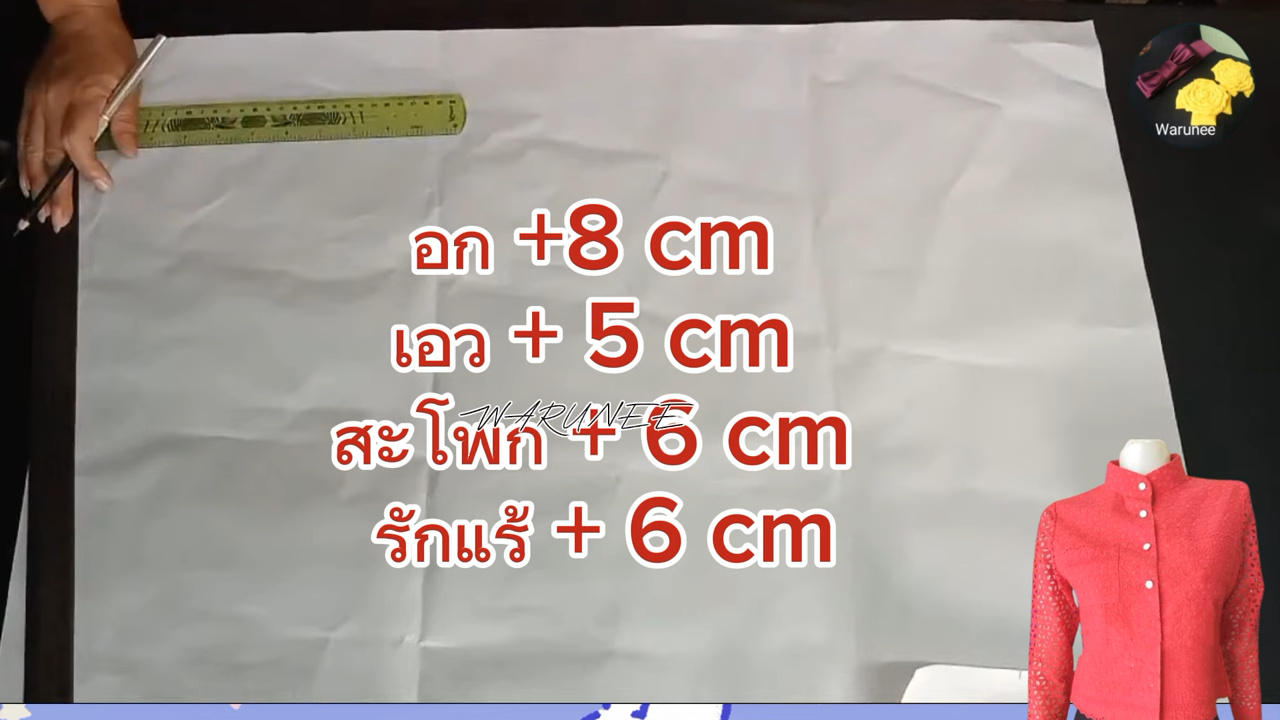 Warunee
อก +8 cm
เอว + 5 cm
WARUNEE
สะโพก + 6 cm
รักแร้ + 6 cm